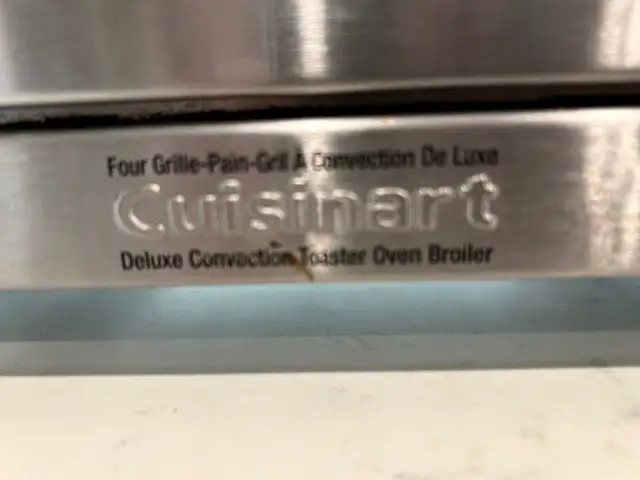 Four Grille-Pain-Gril A Convection De Luxe
Cuisinart
Deluxe Convection Toaster Oven Broiler